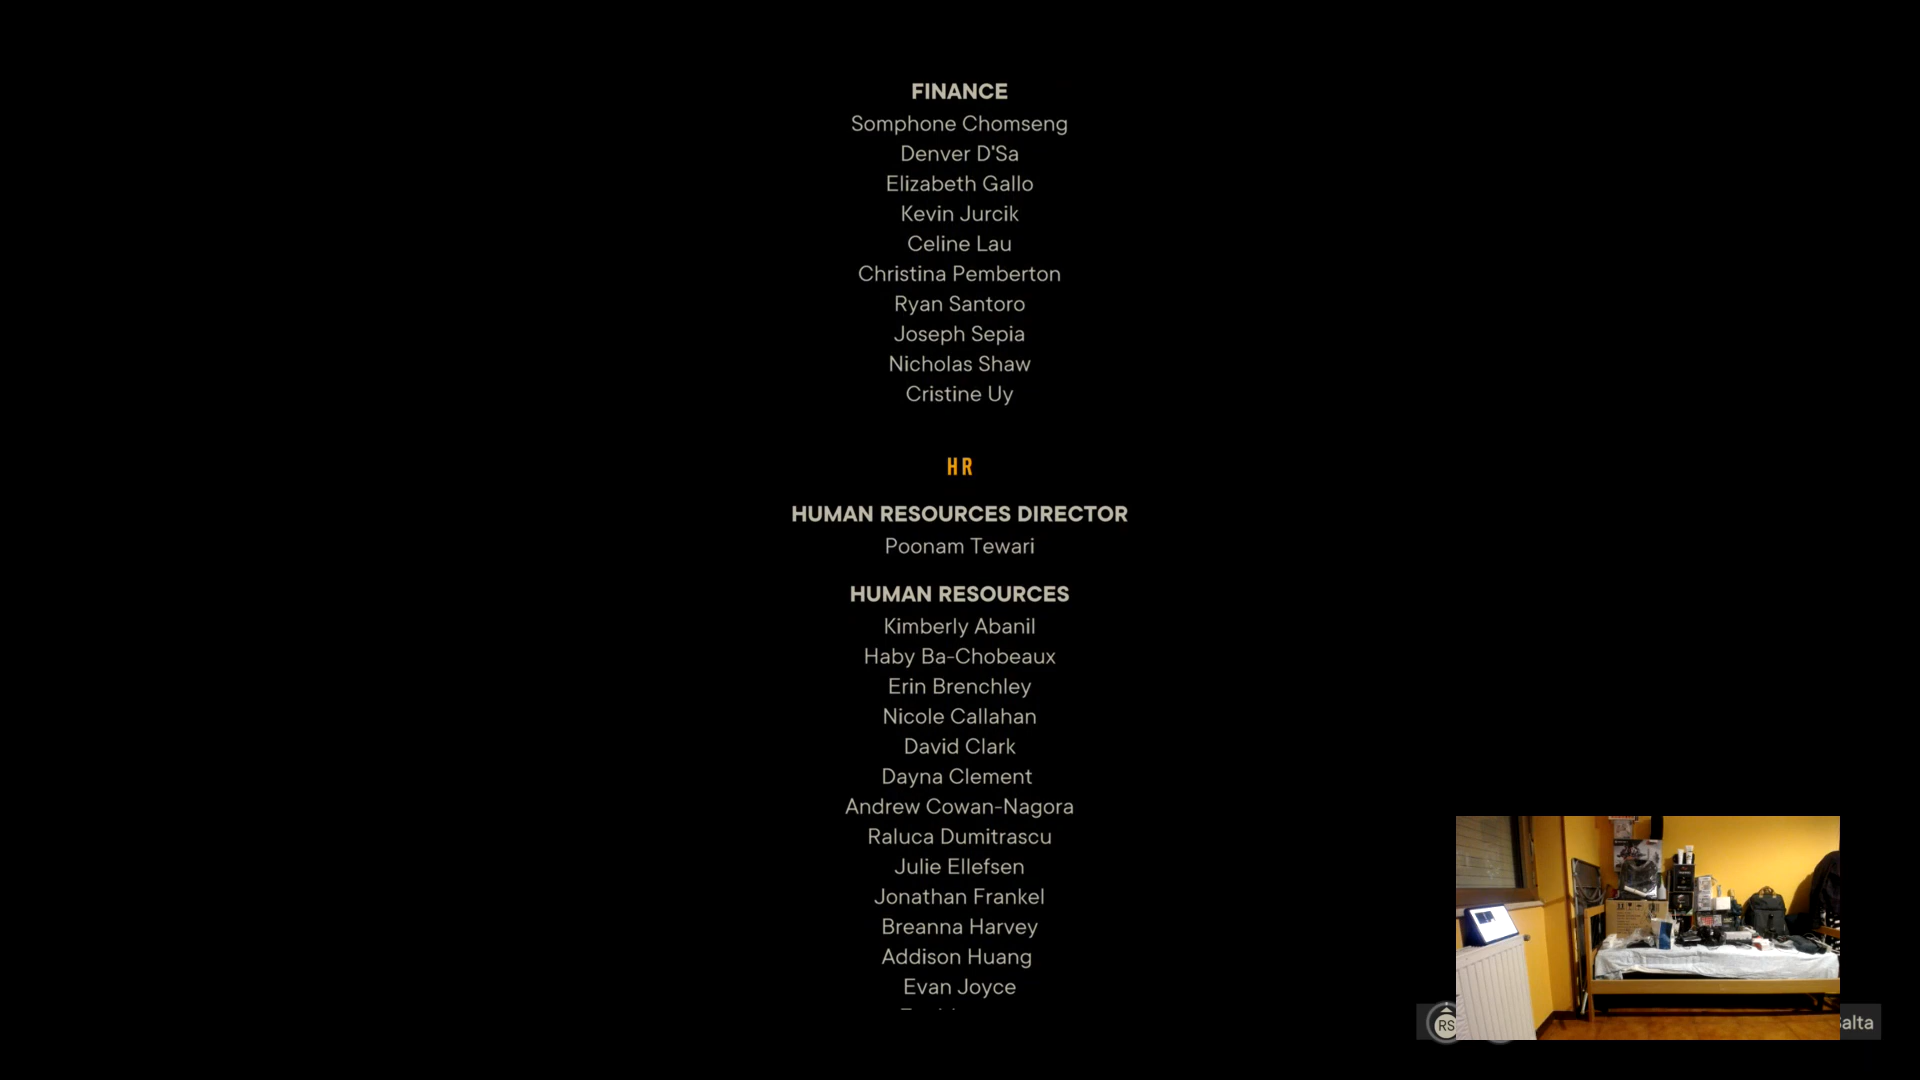 FINANCE
Somphone Chomseng
Denver D'Sa
Elizabeth Gallo
Kevin Jurcik
Celine Lau
Christina Pemberton
Ryan Santoro
Joseph Sepia
Nicholas Shaw
Cristine Uy
HR
HUMAN RESOURCES DIRECTOR
Poonam Tewari
HUMAN RESOURCES
Kimberly Abanil
Haby Ba-Chobeaux
Erin Brenchley
Nicole Callahan
David Clark
Dayna Clement
Andrew Cowan-Nagora
Raluca Dumitrascu
Julie Ellefsen
Jonathan Frankel
Breanna Harvey
Addison Huang
Evan Joyce
RS
alta